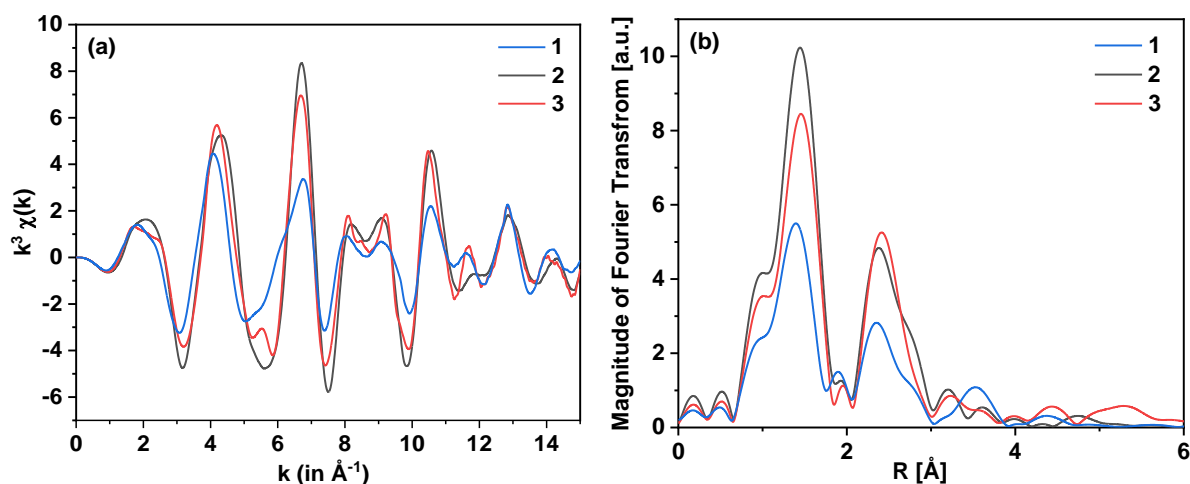 (a)
1
2
3
10
8
6
4
2
0
-2
-4
-6
0 2 4 6 8 10 12 14
k (in Å⁻¹)
k³ χ(k)
(b)
1
2
3
10
8
6
4
2
0
0 2 4 6
R [Å]
Magnitude of Fourier Transfrom [a.u.]